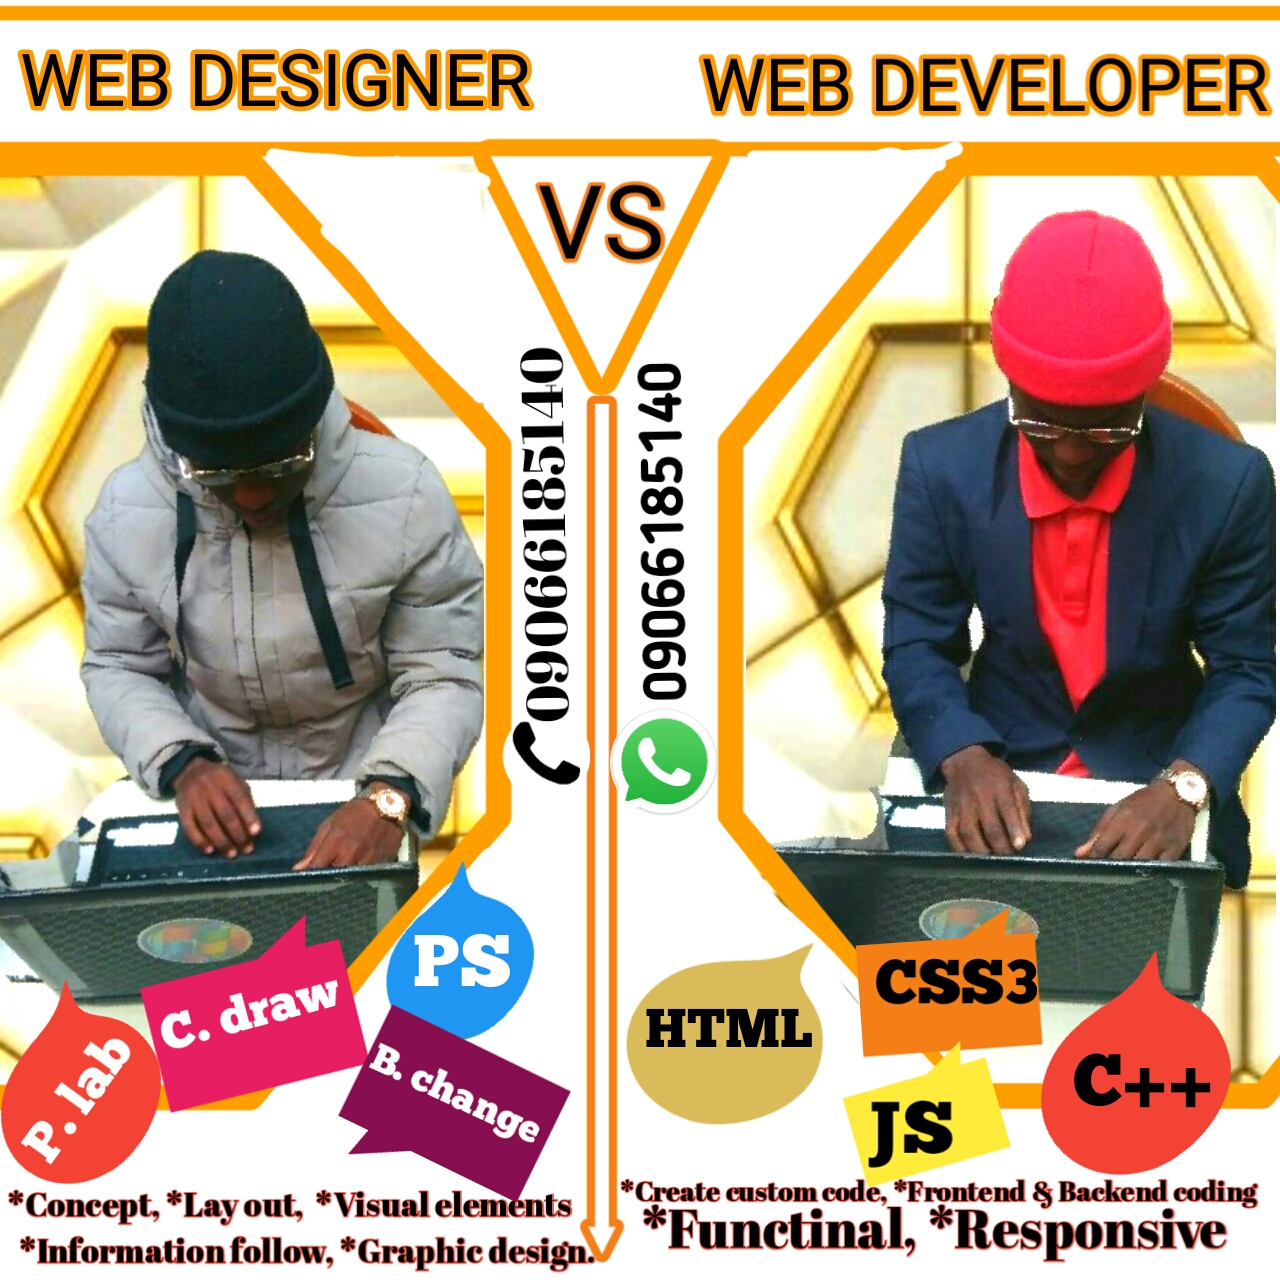 WEB DESIGNER
WEB DEVELOPER
VS
09066185140
09066185140
PS
C. draw
P. lab
B. change
HTML
CSS3
JS
C++
*Concept, *Lay out, *Visual elements
*Information follow, *Graphic design.
*Create custom code, *Frontend & Backend coding
*Functinal, *Responsive